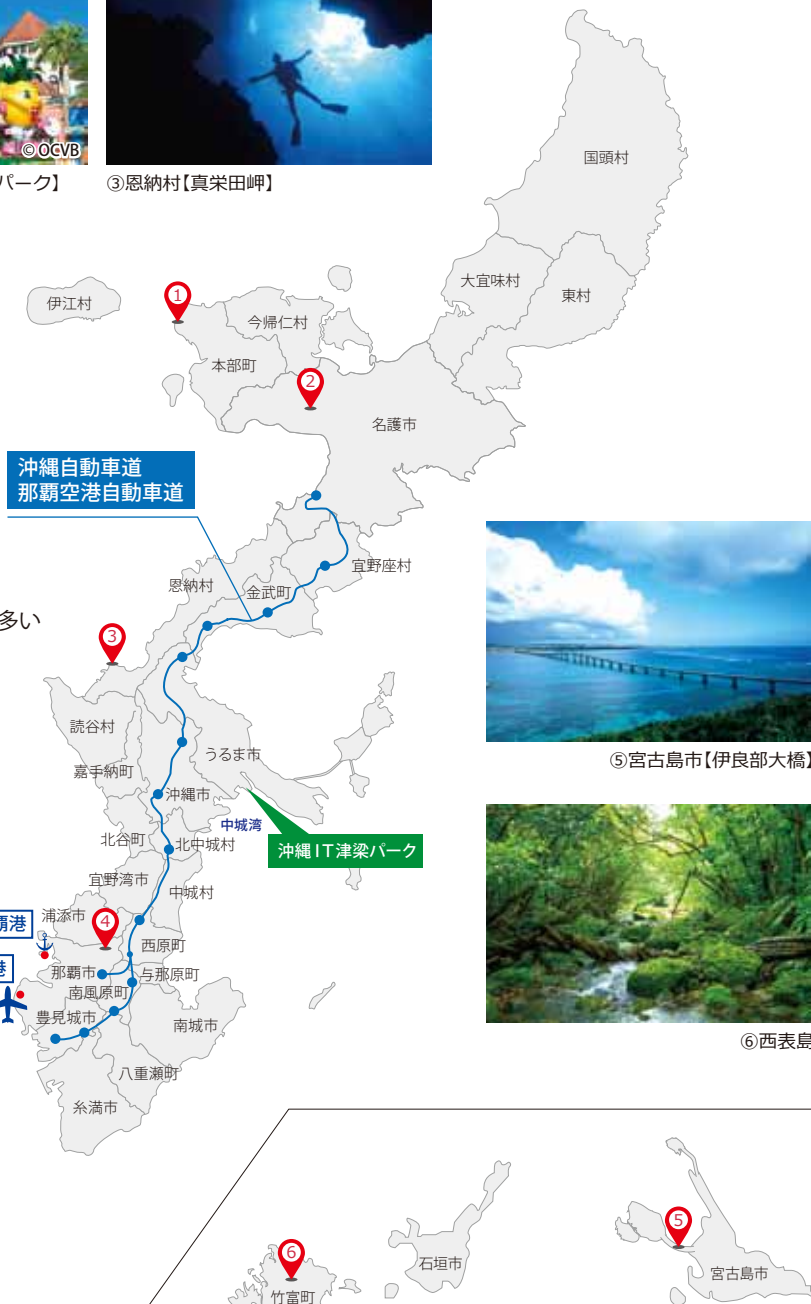 ©OCVB
パーク】
③恩納村【真栄田岬】
国頭村
大宜味村
東村
伊江村
1
今帰仁村
本部町
2
名護市
沖縄自動車道
那覇空港自動車道
宜野座村
恩納村
金武町
多い
3
読谷村
うるま市
嘉手納町
⑤宮古島市【伊良部大橋】
沖縄市
中城湾
北谷町
北中城村
沖縄IT津梁パーク
宜野湾市
中城村
浦添市
4
覇港
西原町
那覇市
与那原町
港
南風原町
豊見城市
南城市
⑥西表島
八重瀬町
糸満市
5
6
石垣市
宮古島市
竹富町